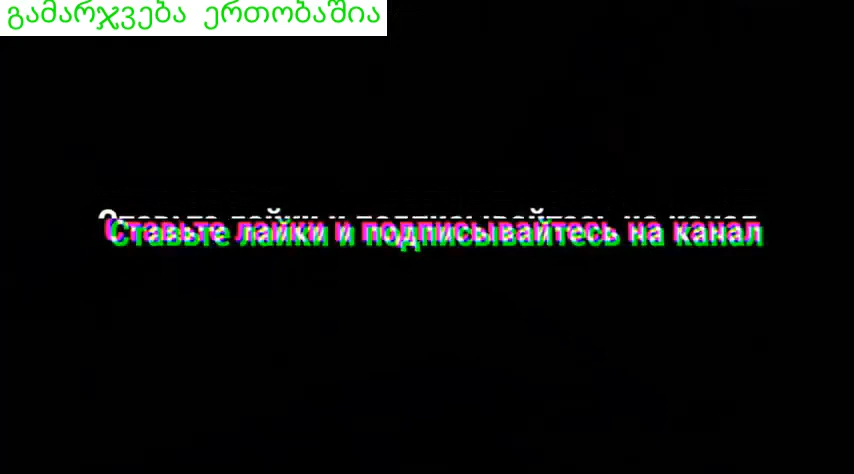 გამარჯვება ერთობაშია
Ставьте лайки и подписывайтесь на канал